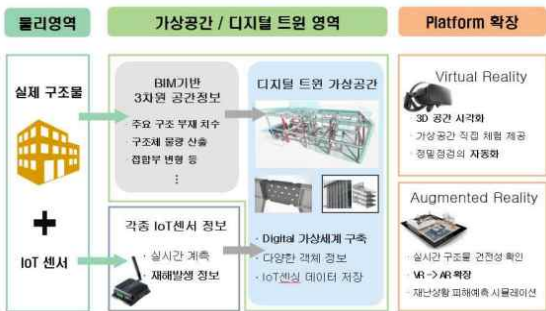 물리영역
가상공간 / 디지털 트윈 영역
Platform 확장
실제 구조물
+
IoT 센서
BIM기반
3차원 공간정보
· 주요 구조 부재 치수
· 구조체 물량 산출
· 접합부 변형 등
⋮
각종 IoT센서 정보
· 실시간 계측
· 재해발생 정보
디지털 트윈 가상공간
· Digital 가상세계 구축
· 다양한 객체 정보
· IoT센싱 데이터 저장
Virtual Reality
· 3D 공간 시각화
· 가상공간 직접 체험 제공
· 정밀점검의 자동화
Augmented Reality
· 실시간 구조물 건전성 확인
· VR -> AR 확장
· 재난상황 피해예측 시뮬레이션